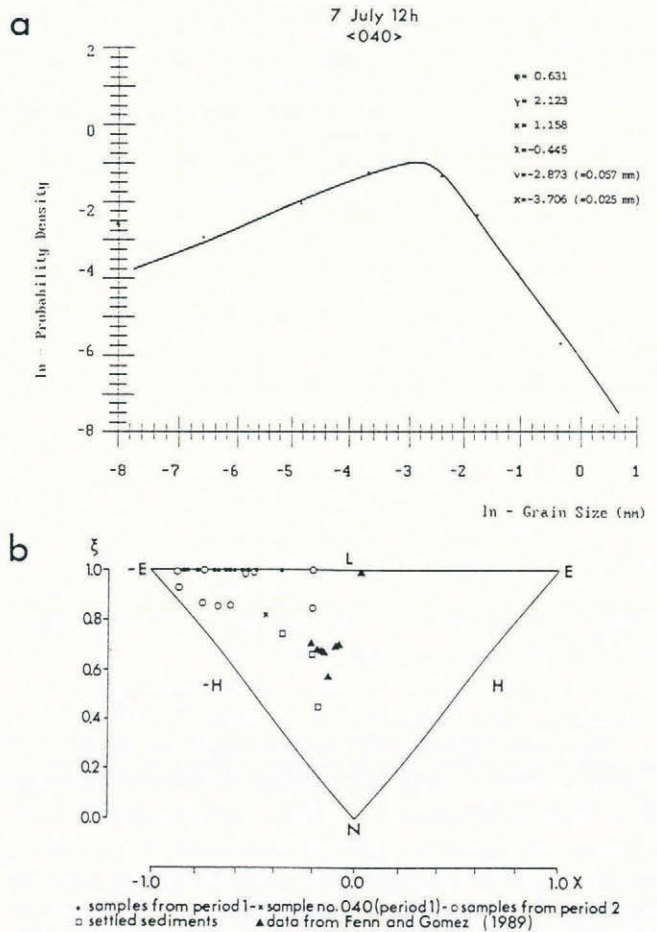 a
7 July 12h
<040>
φ= 0.631
γ= 2.123
κ= 1.158
χ=-0.445
ν=-2.873 (=0.057 mm)
x=-3.706 (=0.025 mm)
2
0
-2
-4
-6
-8
ln - Probability Density
-8 -7 -6 -5 -4 -3 -2 -1 0 1
ln - Grain Size (mm)
b
ξ
-E L E
1.0
0.8
0.6
0.4
0.2
0.0
-H H
N
-1.0 0.0 1.0 X
• samples from period 1-× sample no. 040 (period 1)-○ samples from period 2
□ settled sediments ▲ data from Fenn and Gomez (1989)